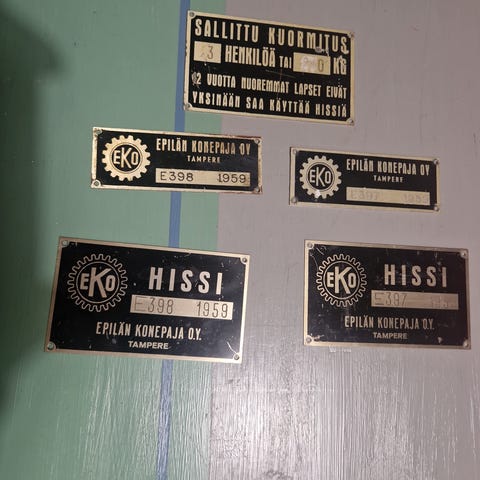 SALLITTU KUORMITUS
3 HENKILÖÄ TAI KG
12 VUOTTA NUOREMMAT LAPSET EIVÄT
YKSINÄÄN SAA KÄYTTÄÄ HISSIÄ
EKO
EPILÄN KONEPAJA OY
TAMPERE
E398 1959
EKO
EPILÄN KONEPAJA OY
TAMPERE
E397
EKO
HISSI
E398 1959
EPILÄN KONEPAJA O.Y.
TAMPERE
EKO
HISSI
E397
EPILÄN KONEPAJA O.Y.
TAMPERE